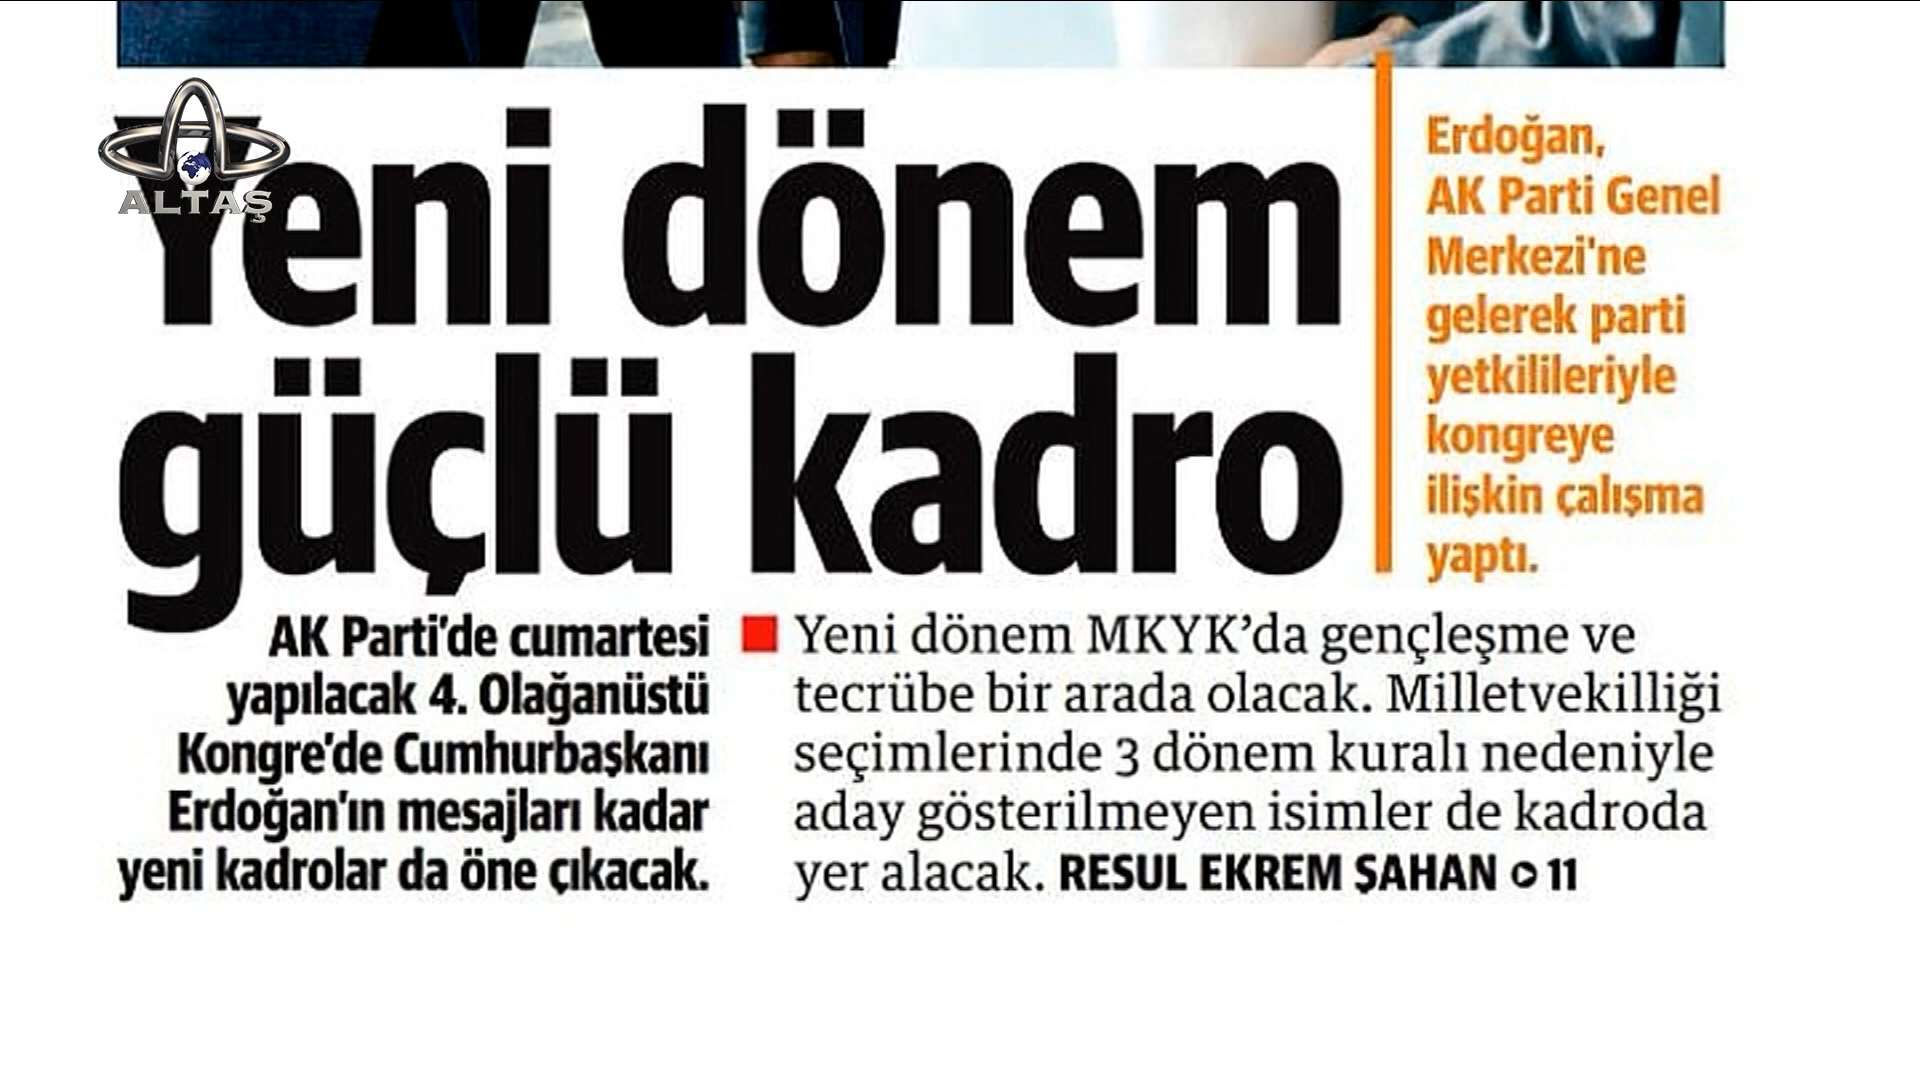 ALTAŞ
Yeni dönem
güçlü kadro
Erdoğan,
AK Parti Genel
Merkezi'ne
gelerek parti
yetkilileriyle
kongreye
ilişkin çalışma
yaptı.
AK Parti'de cumartesi
yapılacak 4. Olağanüstü
Kongre'de Cumhurbaşkanı
Erdoğan'ın mesajları kadar
yeni kadrolar da öne çıkacak.
Yeni dönem MKYK’da gençleşme ve
tecrübe bir arada olacak. Milletvekilliği
seçimlerinde 3 dönem kuralı nedeniyle
aday gösterilmeyen isimler de kadroda
yer alacak. RESUL EKREM ŞAHAN 11